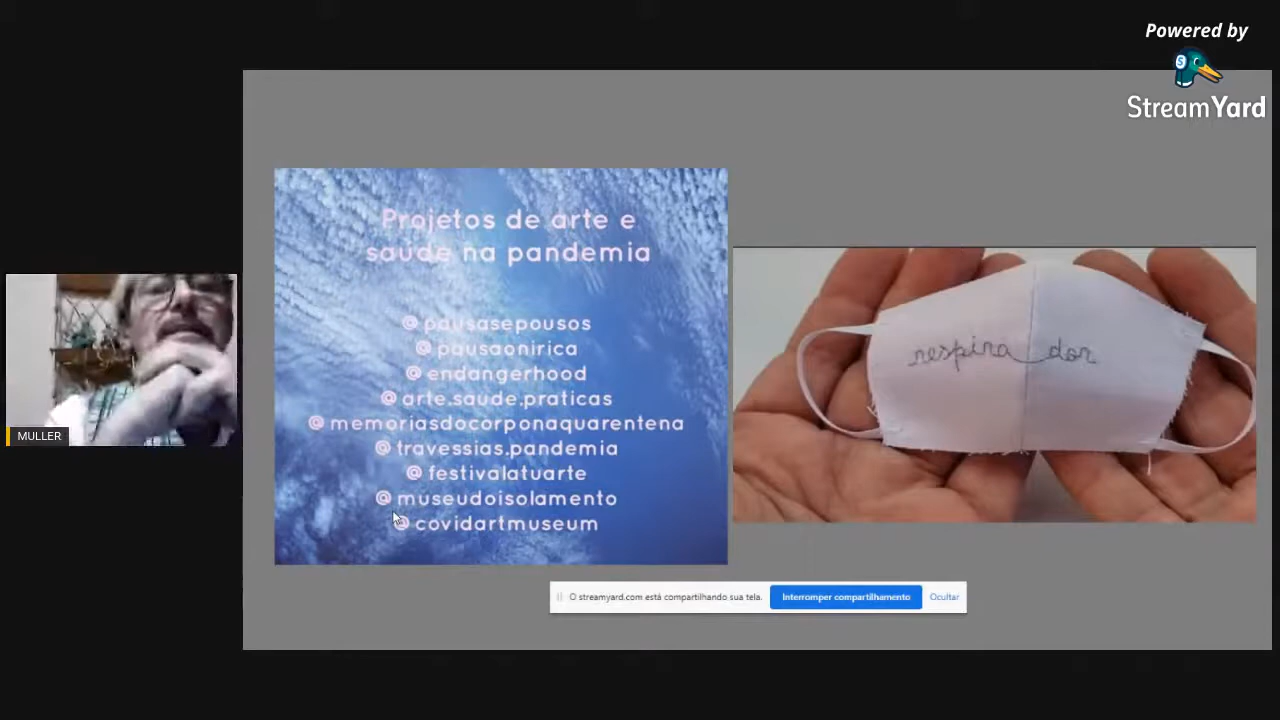 Powered by
StreamYard
Projetos de arte e
saúde na pandemia
@pausasepousos
@pausaonirica
@endangerhood
@arte.saude.praticas
@memoriasdocorponaquarentena
@travessias.pandemia
@festivalatuarte
@museudoisolamento
@covidartmuseum
respira dor
MULLER
O streamyard.com está compartilhando sua tela.
Interromper compartilhamento
Ocultar